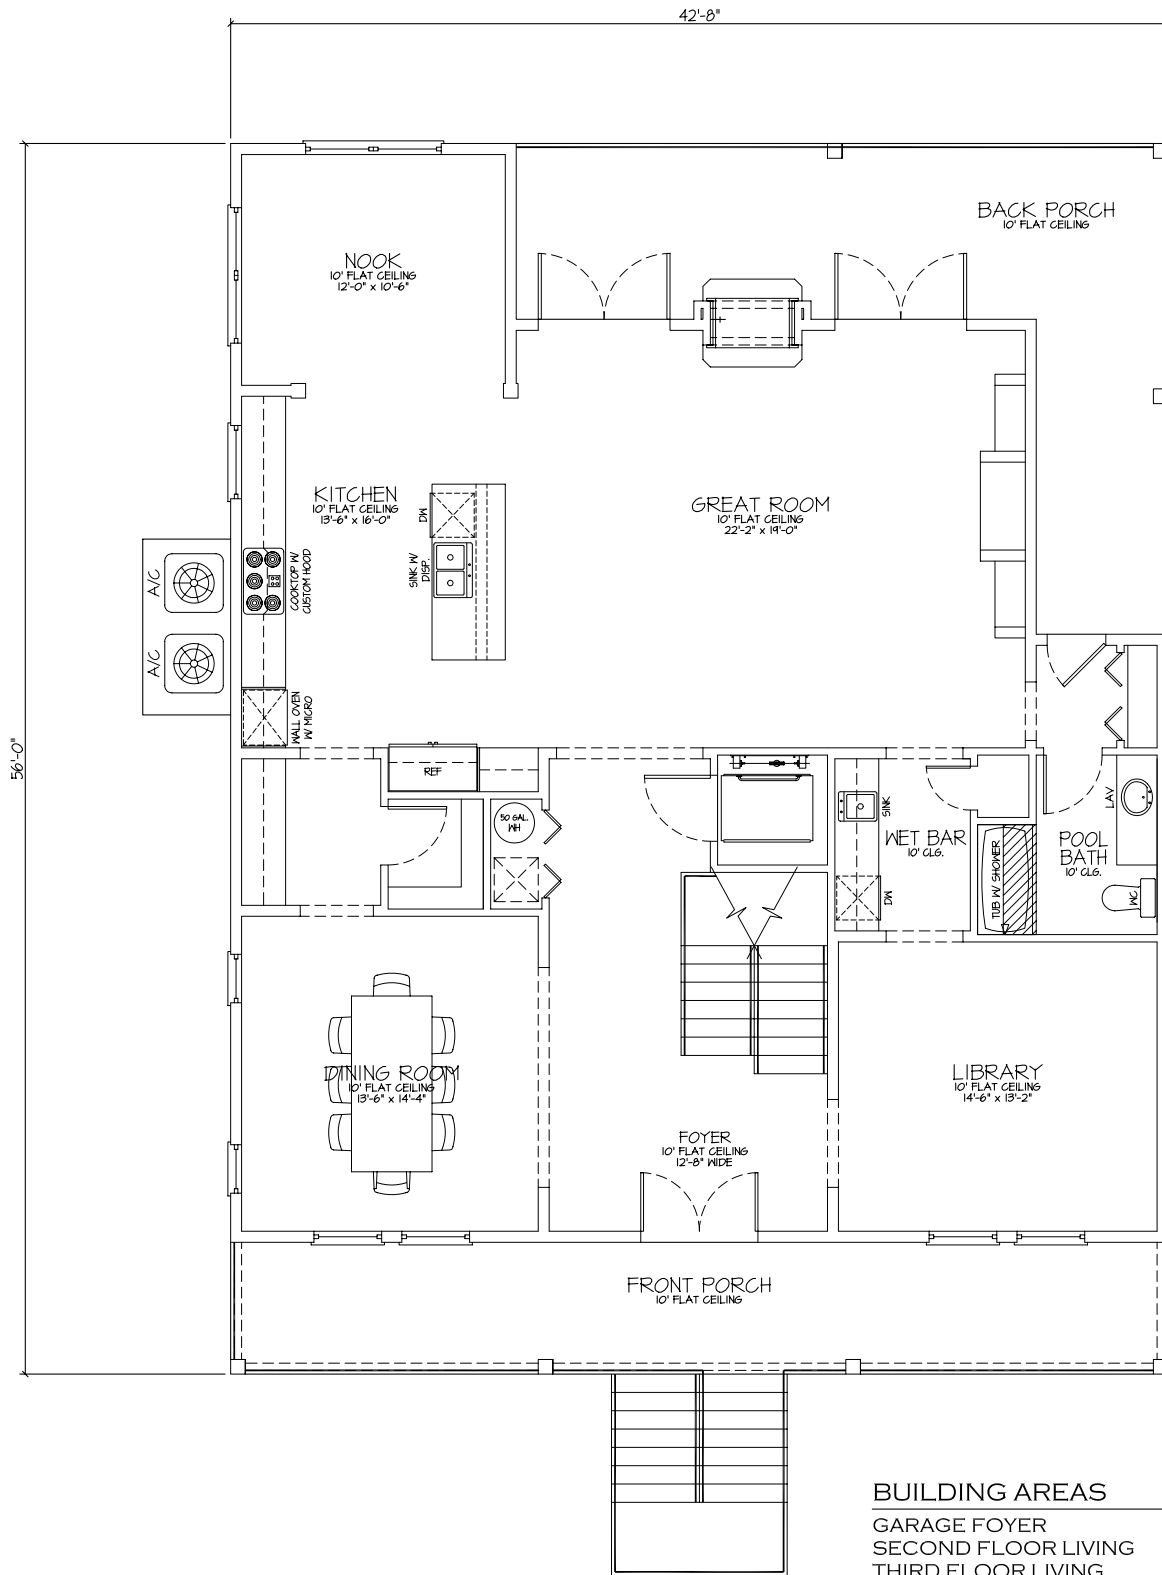 42'-8"
BACK PORCH
10' FLAT CEILING
NOOK
10' FLAT CEILING
12'-0" x 10'-6"
KITCHEN
10' FLAT CEILING
13'-6" x 16'-0"
DW
SINK W/
DISP.
GREAT ROOM
10' FLAT CEILING
22'-2" x 19'-0"
COOKTOP W/
CUSTOM HOOD
A/C
A/C
WALL OVEN
W/ MICRO
56'-0"
REF
50 GAL.
WH
SINK
WET BAR
10' CLG.
DW
LAV
POOL
BATH
10' CLG.
TUB W/ SHOWER
WC
DINING ROOM
10' FLAT CEILING
13'-6" x 14'-4"
LIBRARY
10' FLAT CEILING
14'-6" x 13'-2"
FOYER
10' FLAT CEILING
12'-8" WIDE
FRONT PORCH
10' FLAT CEILING
BUILDING AREAS
GARAGE FOYER
SECOND FLOOR LIVING
THIRD FLOOR LIVING